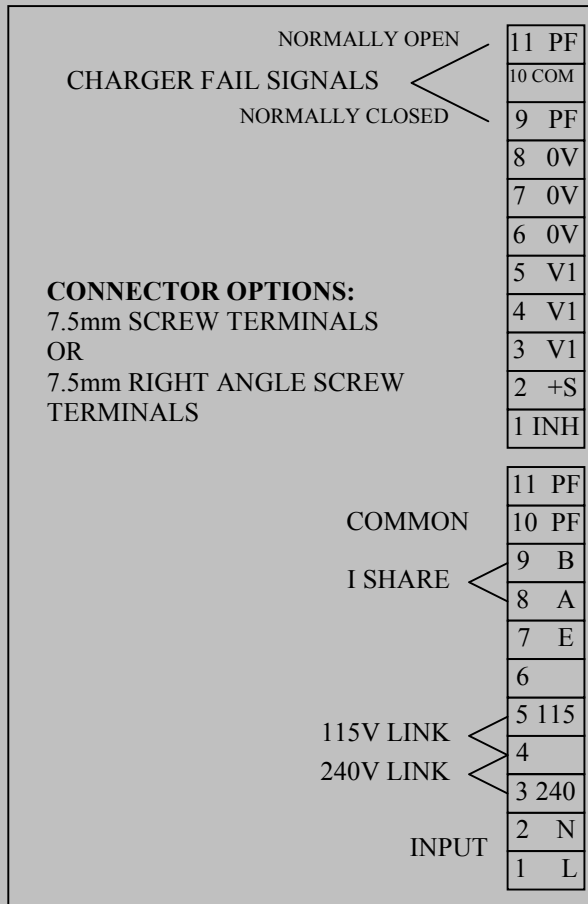 NORMALLY OPEN
11 PF
CHARGER FAIL SIGNALS
10 COM
NORMALLY CLOSED
9 PF
8 0V
7 0V
6 0V
5 V1
CONNECTOR OPTIONS:
7.5mm SCREW TERMINALS
OR
7.5mm RIGHT ANGLE SCREW
TERMINALS
4 V1
3 V1
2 +S
1 INH
11 PF
COMMON
10 PF
9 B
I SHARE
8 A
7 E
6
5 115
115V LINK
4
240V LINK
3 240
2 N
INPUT
1 L